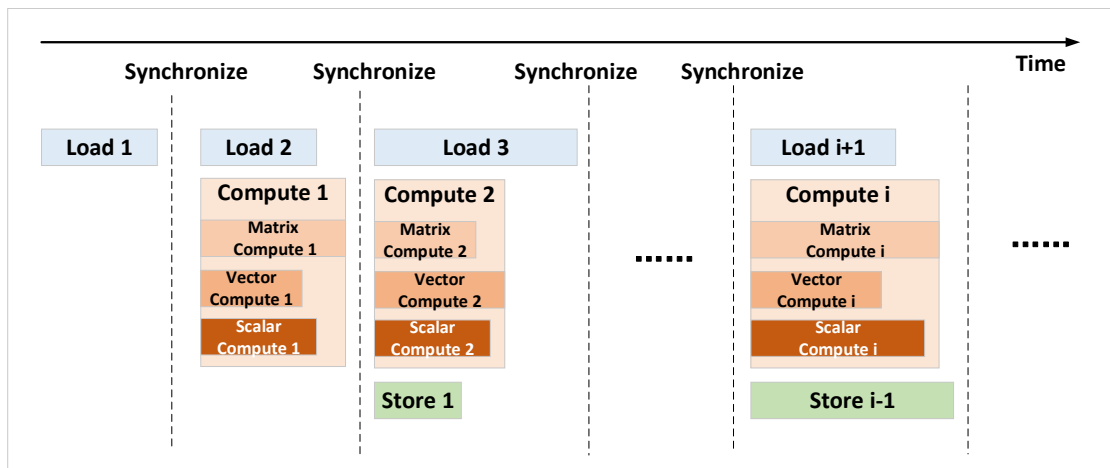 Time
Synchronize Synchronize Synchronize Synchronize
Load 1 Load 2 Load 3 Load i+1
Compute 1
Matrix
Compute 1
Vector
Compute 1
Scalar
Compute 1
Compute 2
Matrix
Compute 2
Vector
Compute 2
Scalar
Compute 2
Store 1
......
Compute i
Matrix
Compute i
Vector
Compute i
Scalar
Compute i
Store i-1
......